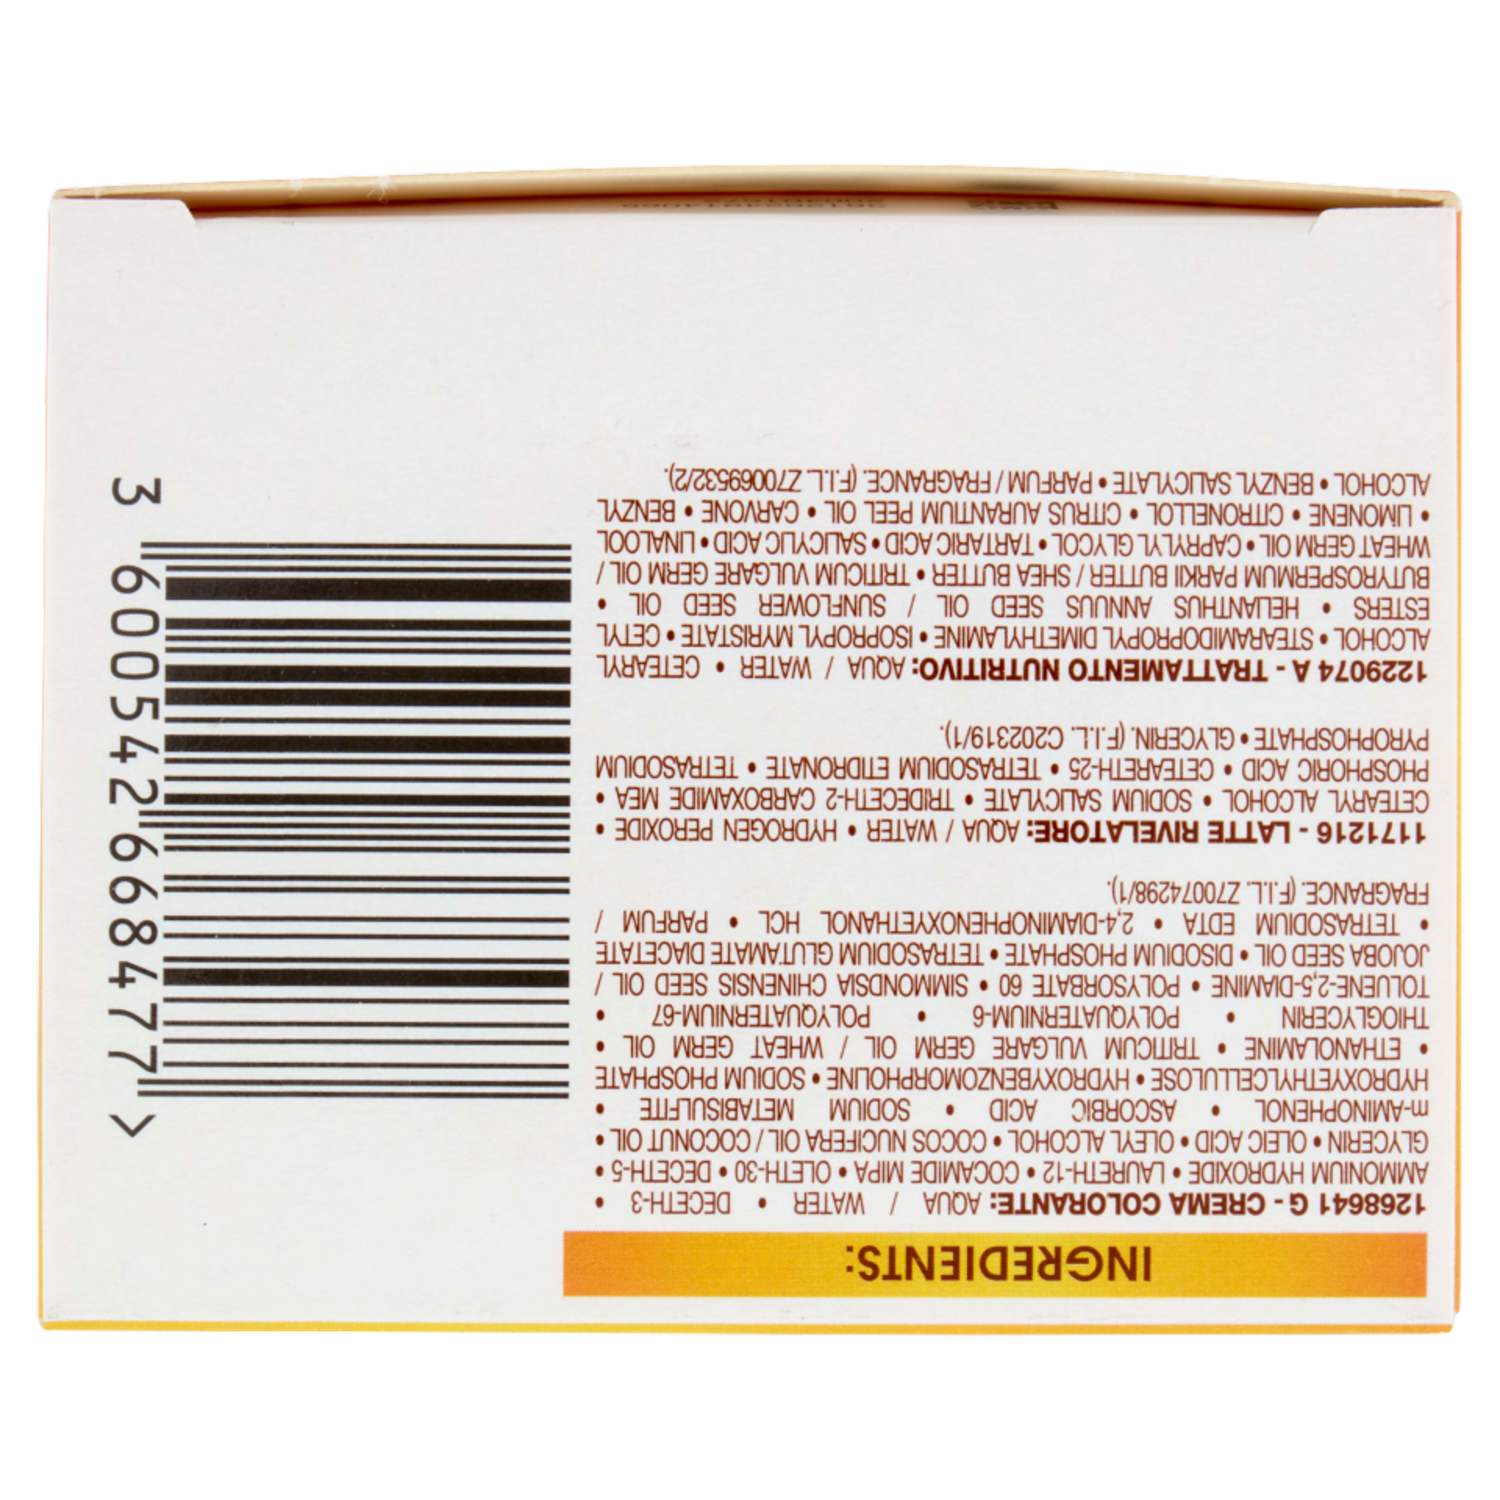 INGREDIENTS:
1268641 G - CREMA COLORANTE: AQUA / WATER • DECETH-3 •
AMMONIUM HYDROXIDE • LAURETH-12 • COCAMIDE MIPA • OLETH-30 • DECETH-5 •
GLYCERIN • OLEIC ACID • OLEYL ALCOHOL • COCOS NUCIFERA OIL / COCONUT OIL •
m-AMINOPHENOL • ASCORBIC ACID • SODIUM METABISULFITE •
HYDROXYETHYLCELLULOSE • HYDROXYBENZOMORPHOLINE • SODIUM PHOSPHATE
• ETHANOLAMINE • TRITICUM VULGARE GERM OIL / WHEAT GERM OIL •
THIOGLYCERIN • POLYQUATERNIUM-6 • POLYQUATERNIUM-67 •
TOLUENE-2,5-DIAMINE • POLYSORBATE 60 • SIMMONDSIA CHINENSIS SEED OIL /
JOJOBA SEED OIL • DISODIUM PHOSPHATE • TETRASODIUM GLUTAMATE DIACETATE
• TETRASODIUM EDTA • 2,4-DIAMINOPHENOXYETHANOL HCL • PARFUM /
FRAGRANCE. (F.I.L. Z70074298/1).
1171216 - LATTE RIVELATORE: AQUA / WATER • HYDROGEN PEROXIDE •
CETEARYL ALCOHOL • SODIUM SALICYLATE • TRIDECETH-2 CARBOXAMIDE MEA •
PHOSPHORIC ACID • CETEARETH-25 • TETRASODIUM ETIDRONATE • TETRASODIUM
PYROPHOSPHATE • GLYCERIN. (F.I.L. C202319/1).
1229074 A - TRATTAMENTO NUTRITIVO: AQUA / WATER • CETEARYL
ALCOHOL • STEARAMIDOPROPYL DIMETHYLAMINE • ISOPROPYL MYRISTATE • CETYL
ESTERS • HELIANTHUS ANNUUS SEED OIL / SUNFLOWER SEED OIL •
BUTYROSPERMUM PARKII BUTTER / SHEA BUTTER • TRITICUM VULGARE GERM OIL /
WHEAT GERM OIL • CAPRYLYL GLYCOL • TARTARIC ACID • SALICYLIC ACID • LINALOOL
• LIMONENE • CITRONELLOL • CITRUS AURANTIUM PEEL OIL • CARVONE • BENZYL
ALCOHOL • BENZYL SALICYLATE • PARFUM / FRAGRANCE. (F.I.L. Z70069532/2).
3 600542 668477 >